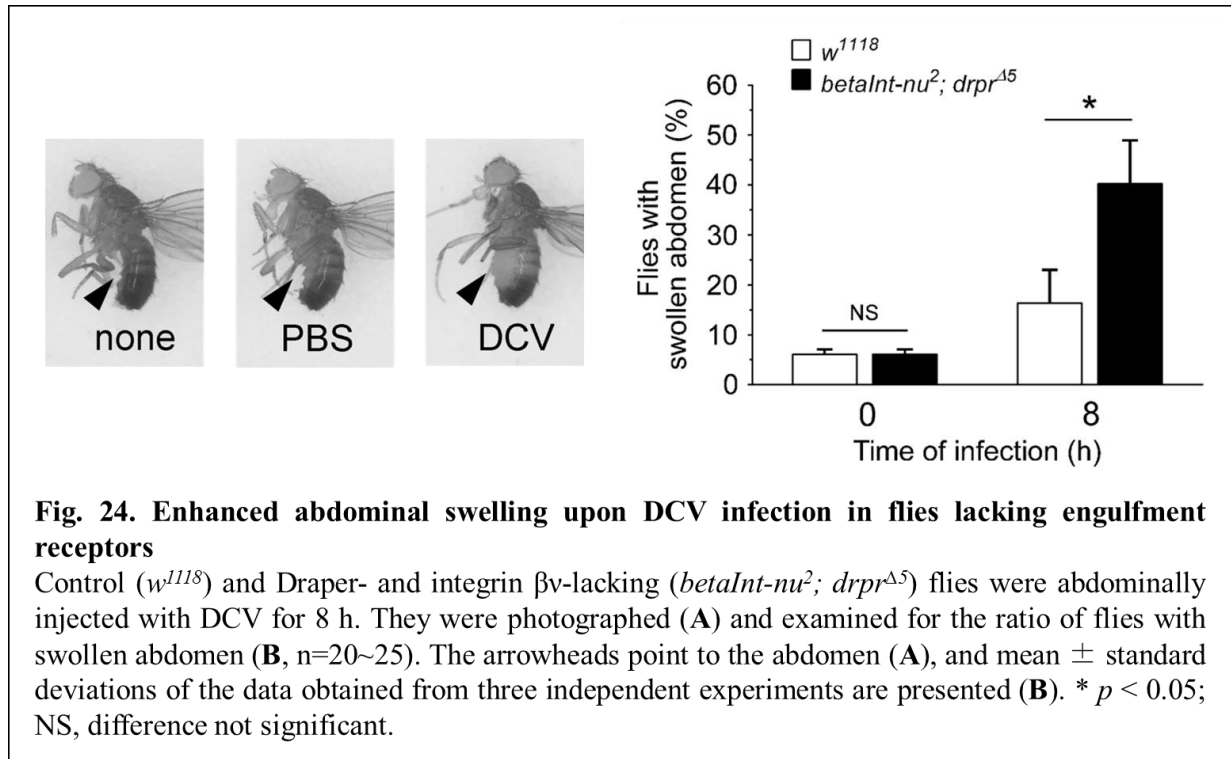 none
PBS
DCV
w1118
betaInt-nu2; drprΔ5
Flies with
swollen abdomen (%)
60
50
40
30
20
10
0
NS
*
0
8
Time of infection (h)
Fig. 24. Enhanced abdominal swelling upon DCV infection in flies lacking engulfment
receptors
Control (w1118) and Draper- and integrin βν-lacking (betaInt-nu2; drprΔ5) flies were abdominally
injected with DCV for 8 h. They were photographed (A) and examined for the ratio of flies with
swollen abdomen (B, n=20~25). The arrowheads point to the abdomen (A), and mean ± standard
deviations of the data obtained from three independent experiments are presented (B). * p < 0.05;
NS, difference not significant.